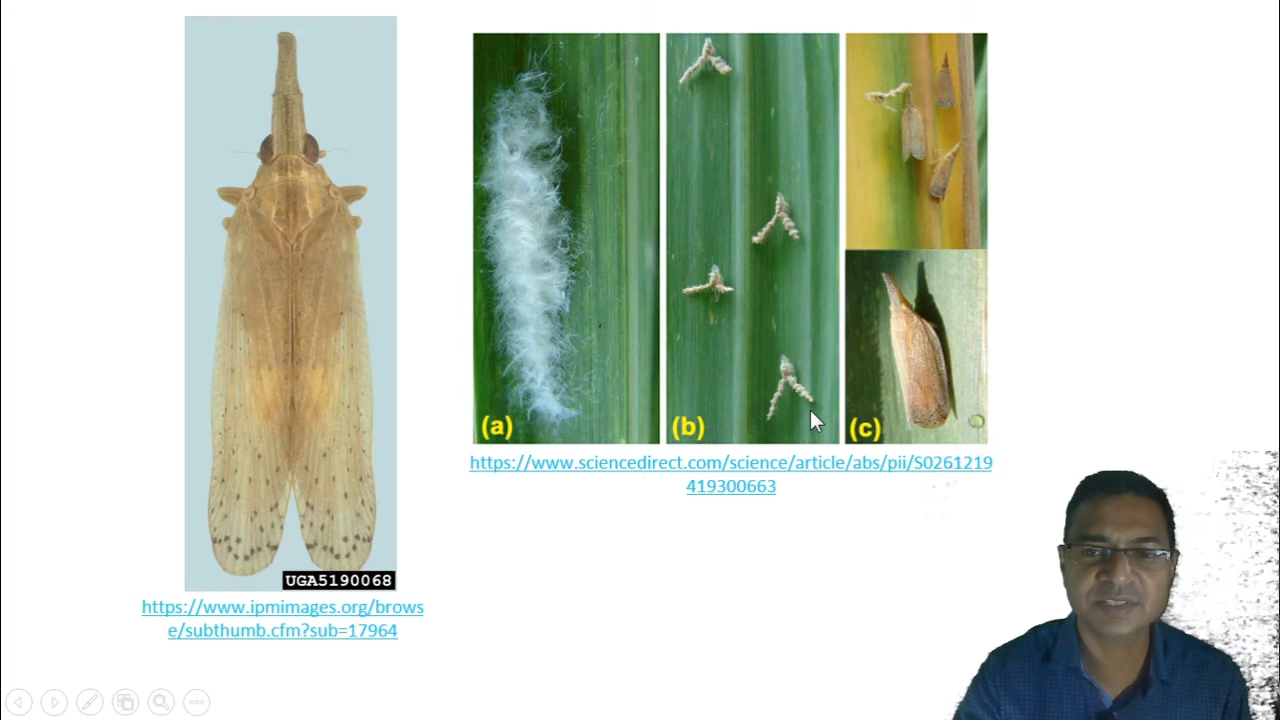 UGA5190068
https://www.ipmimages.org/brows
e/subthumb.cfm?sub=17964
(a)
(b)
(c)
https://www.sciencedirect.com/science/article/abs/pii/S0261219
419300663